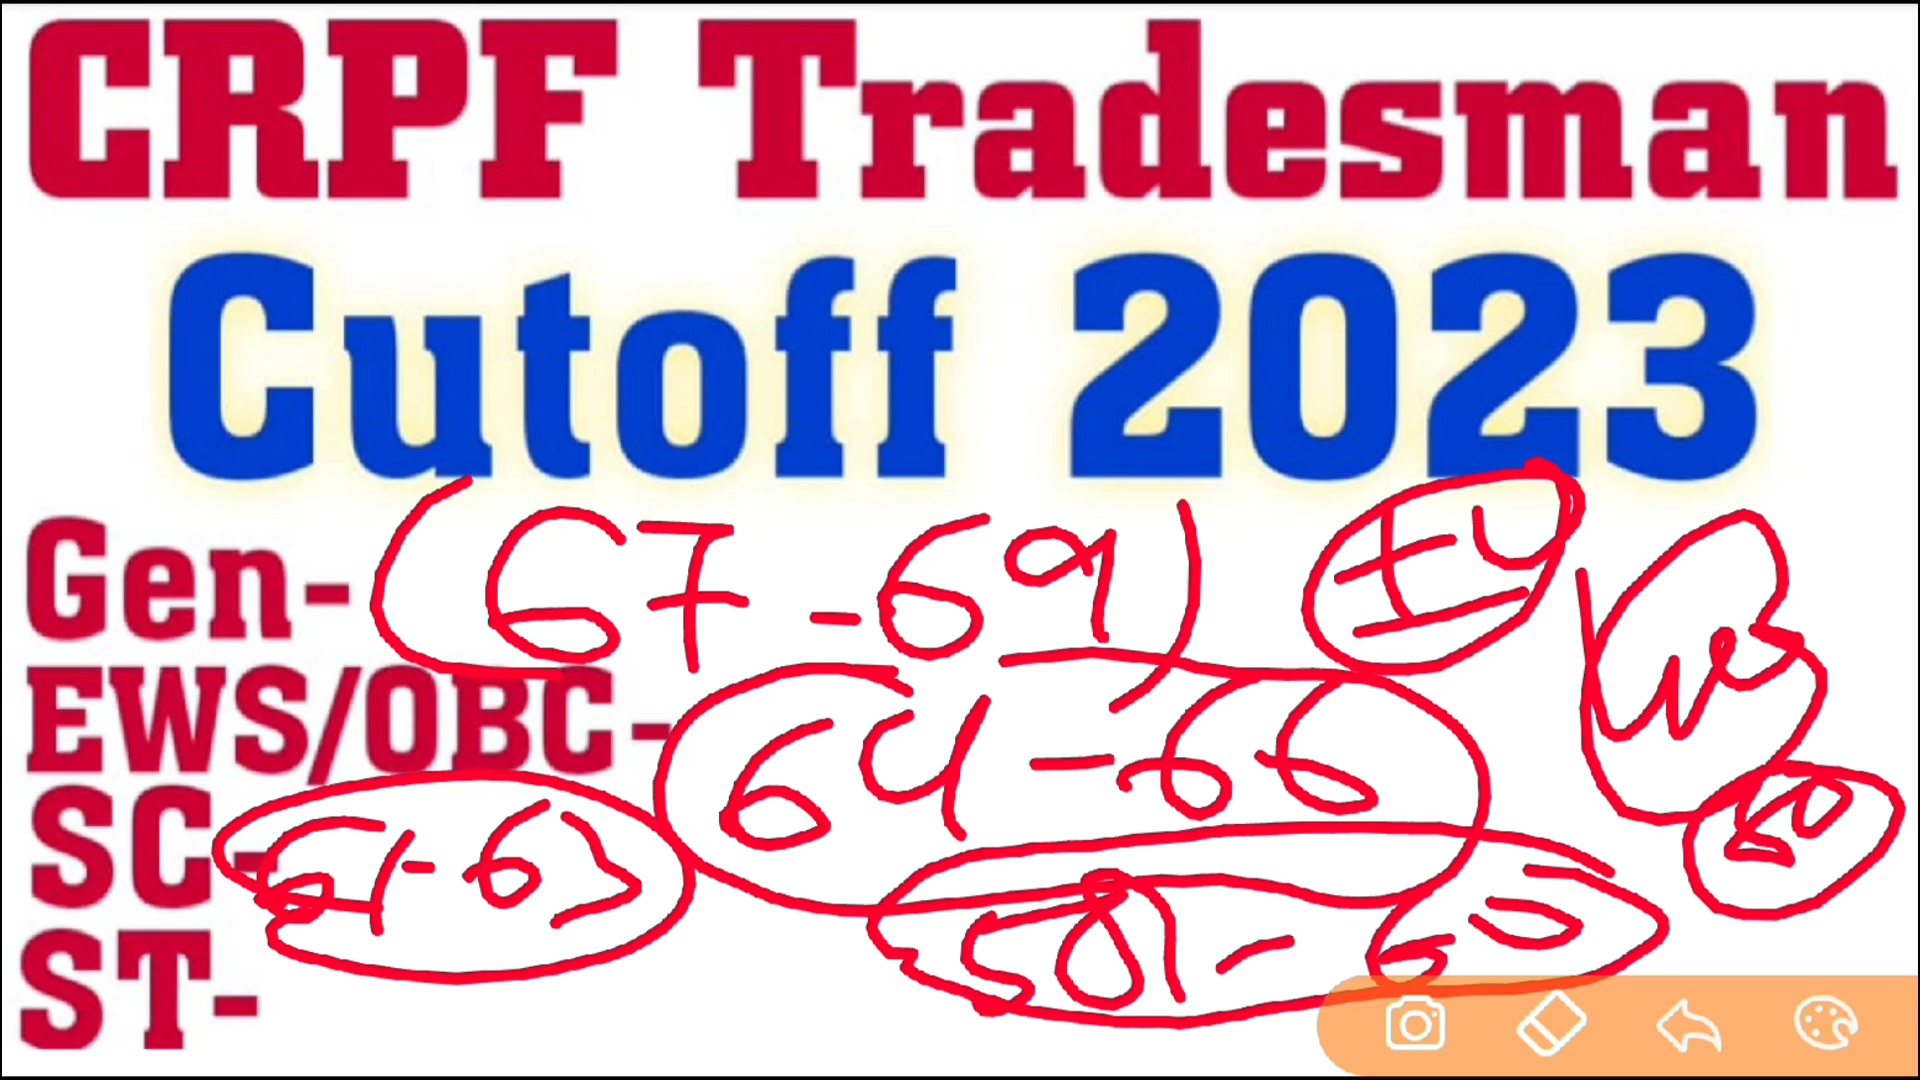 CRPF Tradesman
Cutoff 2023
Gen- (67-69)
EWS/OBC- 64-66
SC- 61-63
ST- 58-60